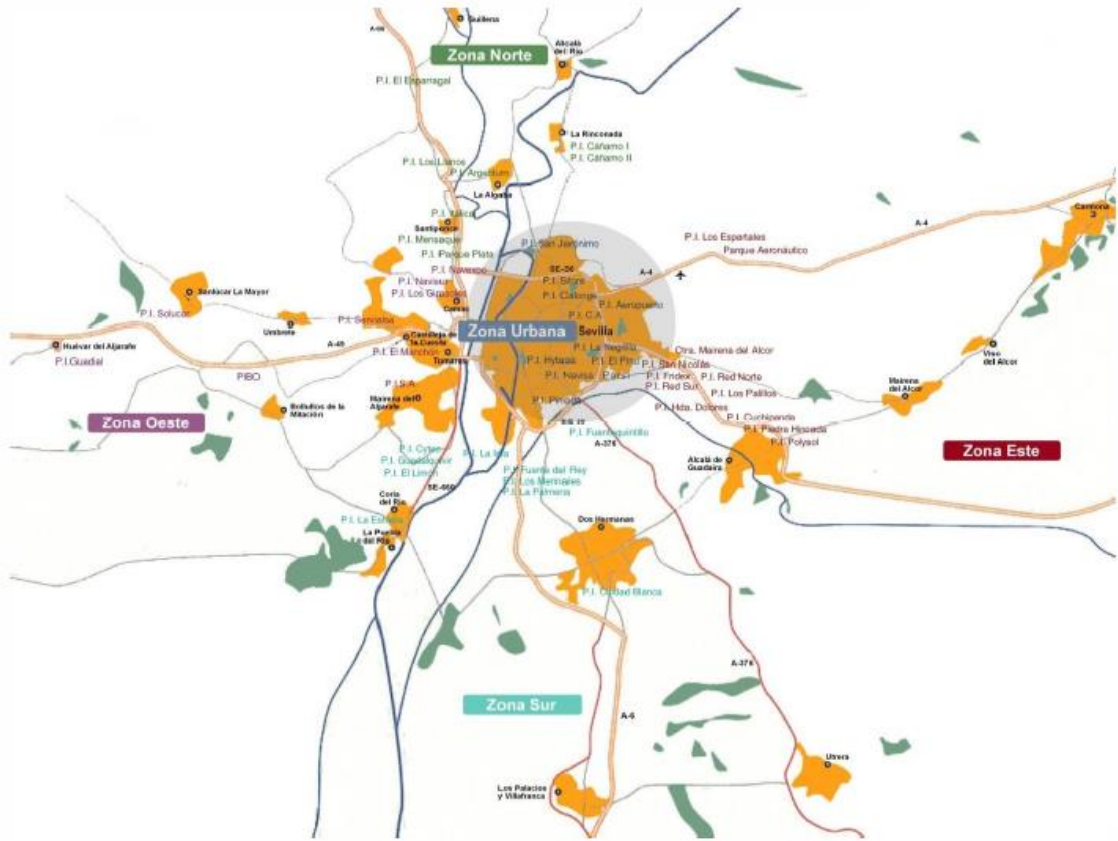 Guillena
A-66
Zona Norte
Alcalá
del Río
P.I. El Esparragal
La Rinconada
P.I. Cáñamo I
P.I. Cáñamo II
P.I. Los Llanos
P.I. Argentum
La Algaba
Carmona
P.I. Itálica
Santiponce
A-4
P.I. Los Espartales
P.I. Mensaque
P.I. San Jerónimo
Parque Aeronáutico
P.I. Parque Plata
P.I. Navexpo
SE-30
A-4
P.I. Navisur
P.I. Store
Sanlúcar La Mayor
P.I. Los Girasoles
P.I. Calonge
P.I. Aeropuerto
Camas
P.I. Solucar
P.I. C.A
P.I. Servialsa
Umbrete
Zona Urbana
Sevilla
Castilleja de
la Cuesta
Huévar del Aljarafe
A-49
P.I. El Manchón
P.I. La Negrilla
Ctra. Mairena del Alcor
Viso
del Alcor
P.I.Guadial
Tomares
P.I. Hytasa
P.I. El Pino
P.I. San Nicolás
PIBO
P.I. Navisa
P.I. Fridex
P.I. Red Norte
P.I.S.A
P.I. Red Sur
Mairena
del Alcor
P.I. Los Palillos
Mairena del
Aljarafe
P.I. Pineda
P.I. Hda. Dolores
Bollullos de la
Mitación
P.I. Cuchipanda
Zona Oeste
P.I. Fuentequintillo
P.I. Piedra Hincada
A-376
P.I. Polysol
P.I. Cytec
P.I. La Isla
Zona Este
P.I. Guadalquivir
Alcalá de
Guadaira
P.I. El Limón
P.I. Fuente del Rey
P.I. Los Merinales
SE-660
P.I. La Palmera
Coria
del Río
P.I. La Estrella
Dos Hermanas
La Puebla
del Río
P.I. Ciudad Blanca
A-376
Zona Sur
A-5
Utrera
Los Palacios
y Villafranca